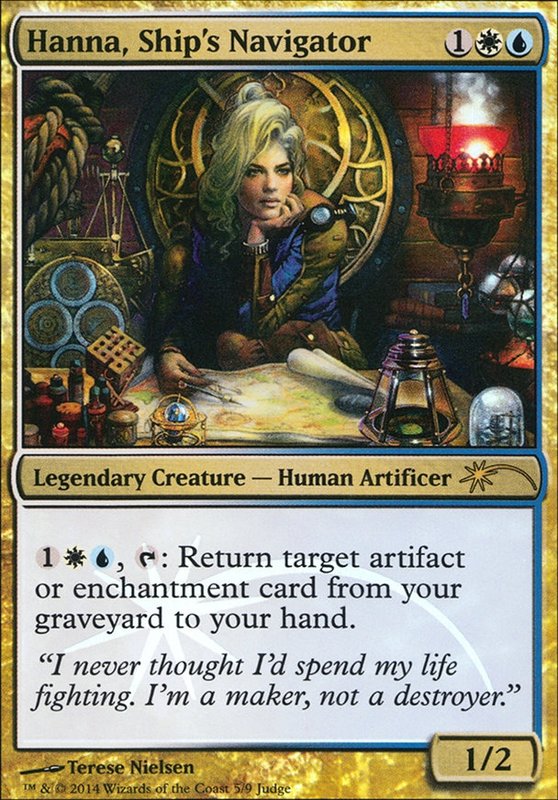 Hanna, Ship's Navigator 1
Legendary Creature — Human Artificer
1, : Return target artifact
or enchantment card from your
graveyard to your hand.
“I never thought I’d spend my life
fighting. I’m a maker, not a destroyer.”
1/2
Terese Nielsen
™ & © 2014 Wizards of the Coast 5/9 Judge